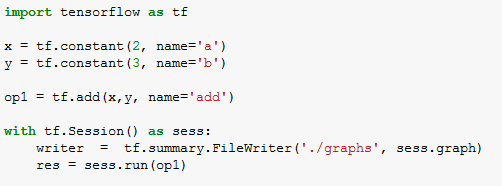 import tensorflow as tf
x = tf.constant(2, name='a')
y = tf.constant(3, name='b')
op1 = tf.add(x,y, name='add')
with tf.Session() as sess:
    writer  =  tf.summary.FileWriter('./graphs', sess.graph)
    res = sess.run(op1)